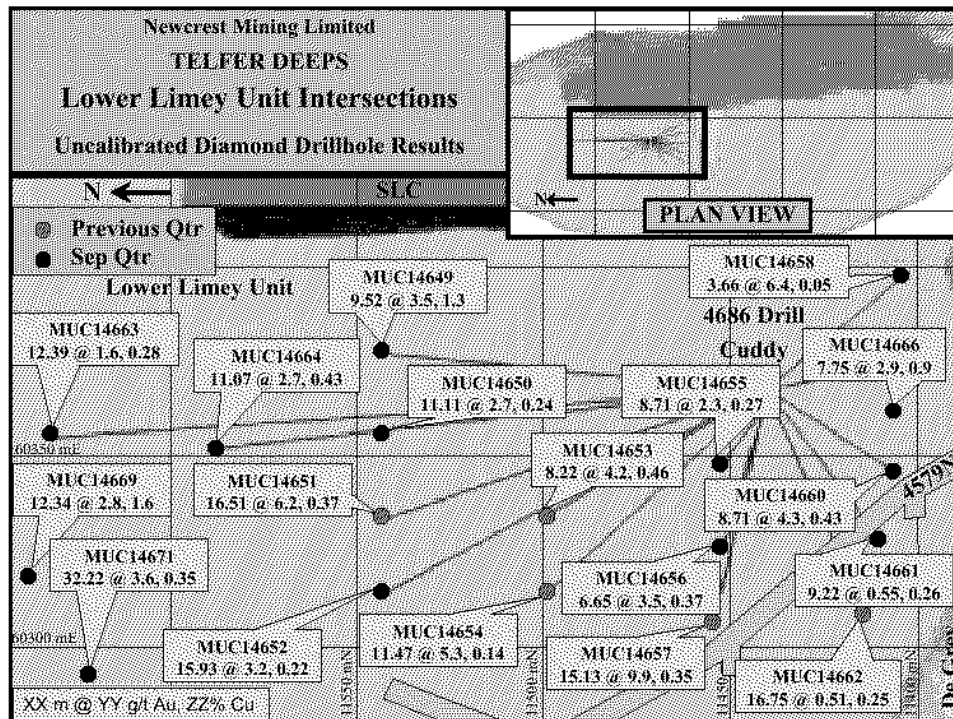 Newcrest Mining Limited
TELFER DEEPS
Lower Limey Unit Intersections
Uncalibrated Diamond Drillhole Results
N
PLAN VIEW
N
SLC
Previous Qtr
Sep Qtr
Lower Limey Unit
MUC14649
9.52 @ 3.5, 1.3
MUC14658
3.66 @ 6.4, 0.05
4686 Drill
Cuddy
MUC14663
12.39 @ 1.6, 0.28
MUC14664
11.07 @ 2.7, 0.43
MUC14650
11.11 @ 2.7, 0.24
MUC14655
8.71 @ 2.3, 0.27
MUC14666
7.75 @ 2.9, 0.9
60350 mE
MUC14669
12.34 @ 2.8, 1.6
MUC14651
16.51 @ 6.2, 0.37
MUC14653
8.22 @ 4.2, 0.46
4579N
MUC14660
8.71 @ 4.3, 0.43
MUC14671
32.22 @ 3.6, 0.35
MUC14656
6.65 @ 3.5, 0.37
MUC14661
9.22 @ 0.55, 0.26
60300 mE
MUC14652
15.93 @ 3.2, 0.22
MUC14654
11.47 @ 5.3, 0.14
MUC14657
15.13 @ 9.9, 0.35
MUC14662
16.75 @ 0.51, 0.25
11350 mN
11300 mN
XX m @ YY g/t Au, ZZ% Cu